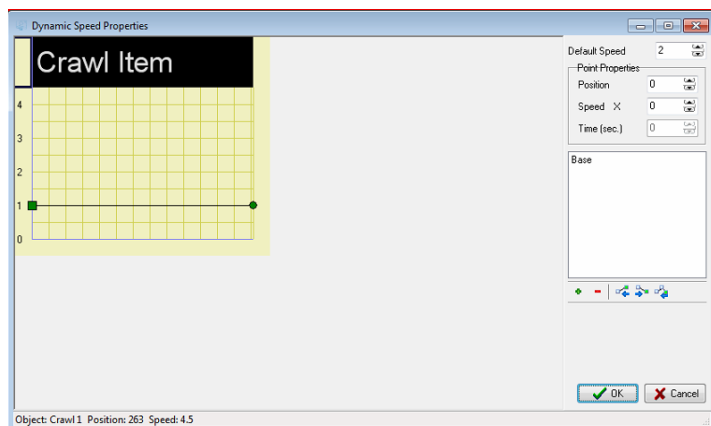 Dynamic Speed Properties
Crawl Item
4
3
2
1
0
Default Speed 2
Point Properties
Position 0
Speed X 0
Time (sec.) 0
Base
OK Cancel
Object: Crawl 1 Position: 263 Speed: 4.5